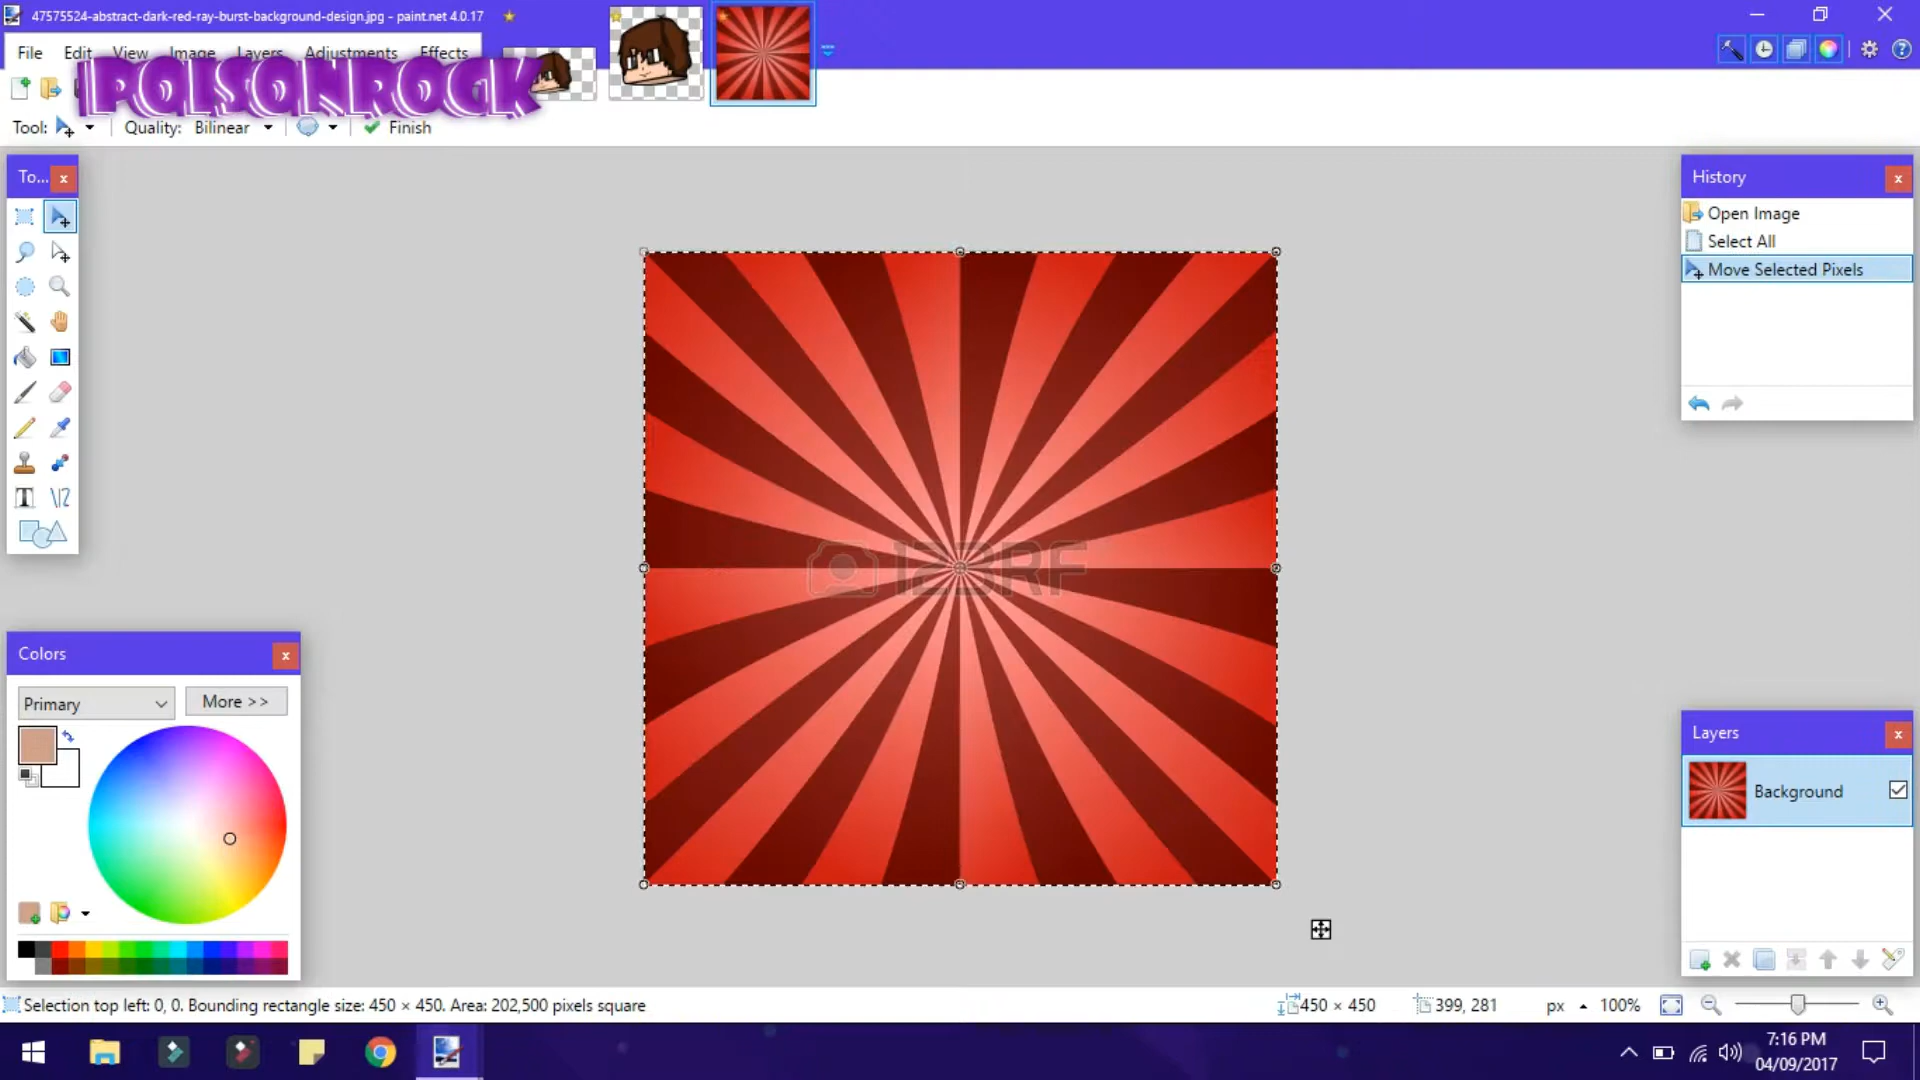 47575524-abstract-dark-red-ray-burst-background-design.jpg - paint.net 4.0.17
File Edit View Image Layers Adjustments Effects
IPOISONROCK
Tool: Quality: Bilinear Finish
To...
History
Open Image
Select All
Move Selected Pixels
123RF
Colors
Primary More >>
Layers
Background
Selection top left: 0, 0. Bounding rectangle size: 450 × 450. Area: 202,500 pixels square 450 × 450 399, 281 px 100%
7:16 PM
04/09/2017